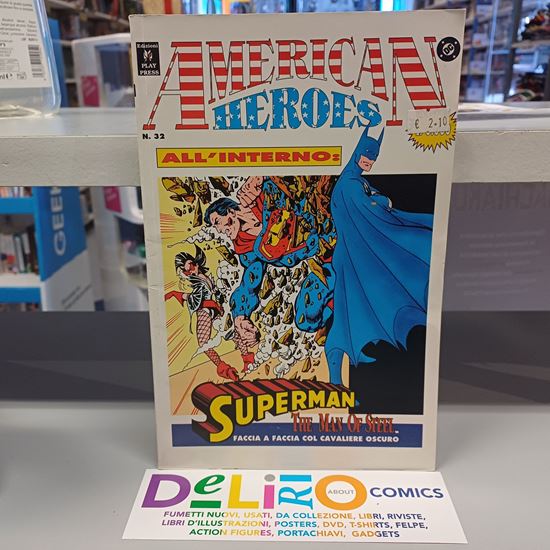 Edizioni
PLAY
PRESS
AMERICAN
HEROES
DC
N. 32
€ 2.10
ALL'INTERNO:
SUPERMAN
THE MAN OF STEEL
FACCIA A FACCIA COL CAVALIERE OSCURO
GEEK
DeLiRiO ABOUT COMICS
FUMETTI NUOVI, USATI, DA COLLEZIONE, LIBRI, RIVISTE,
LIBRI D'ILLUSTRAZIONI, POSTERS, DVD, T-SHIRTS, FELPE,
ACTION FIGURES, PORTACHIAVI, GADGETS